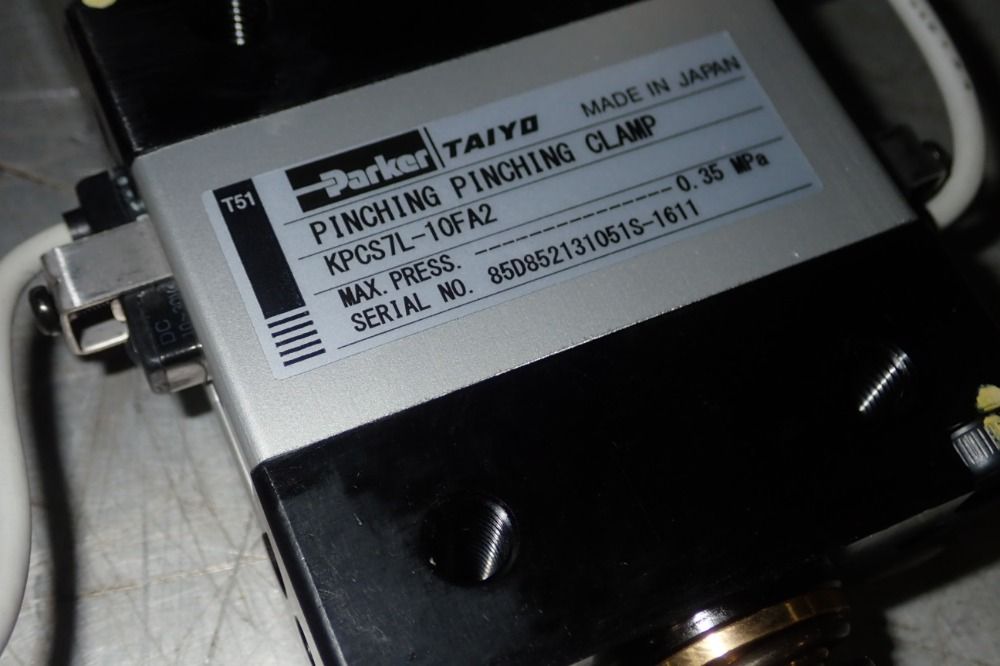 T51
Parker TAIYO MADE IN JAPAN
PINCHING PINCHING CLAMP
KPCS7L-10FA2
MAX. PRESS. ---------------- 0.35 MPa
SERIAL NO. 85D852131051S-1611
DC